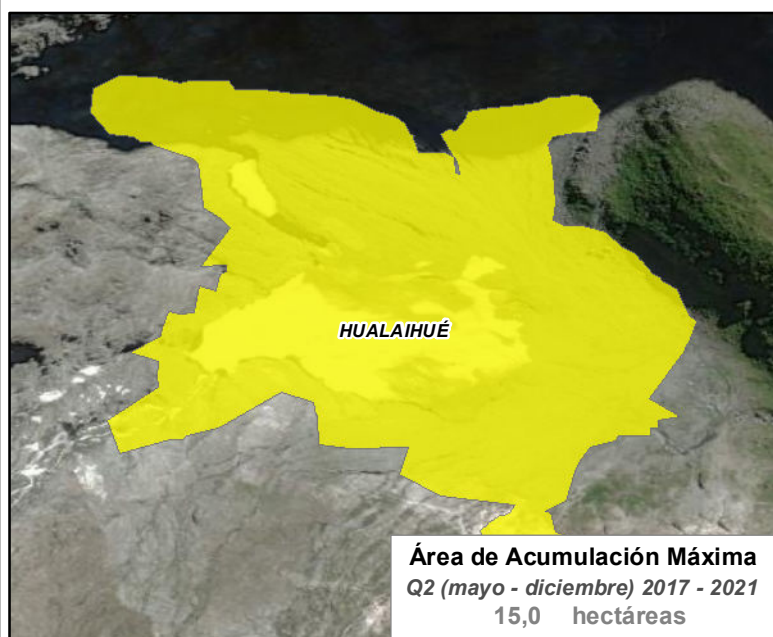 HUALAIHUÉ
Área de Acumulación Máxima
Q2 (mayo - diciembre) 2017 - 2021
15,0 hectáreas